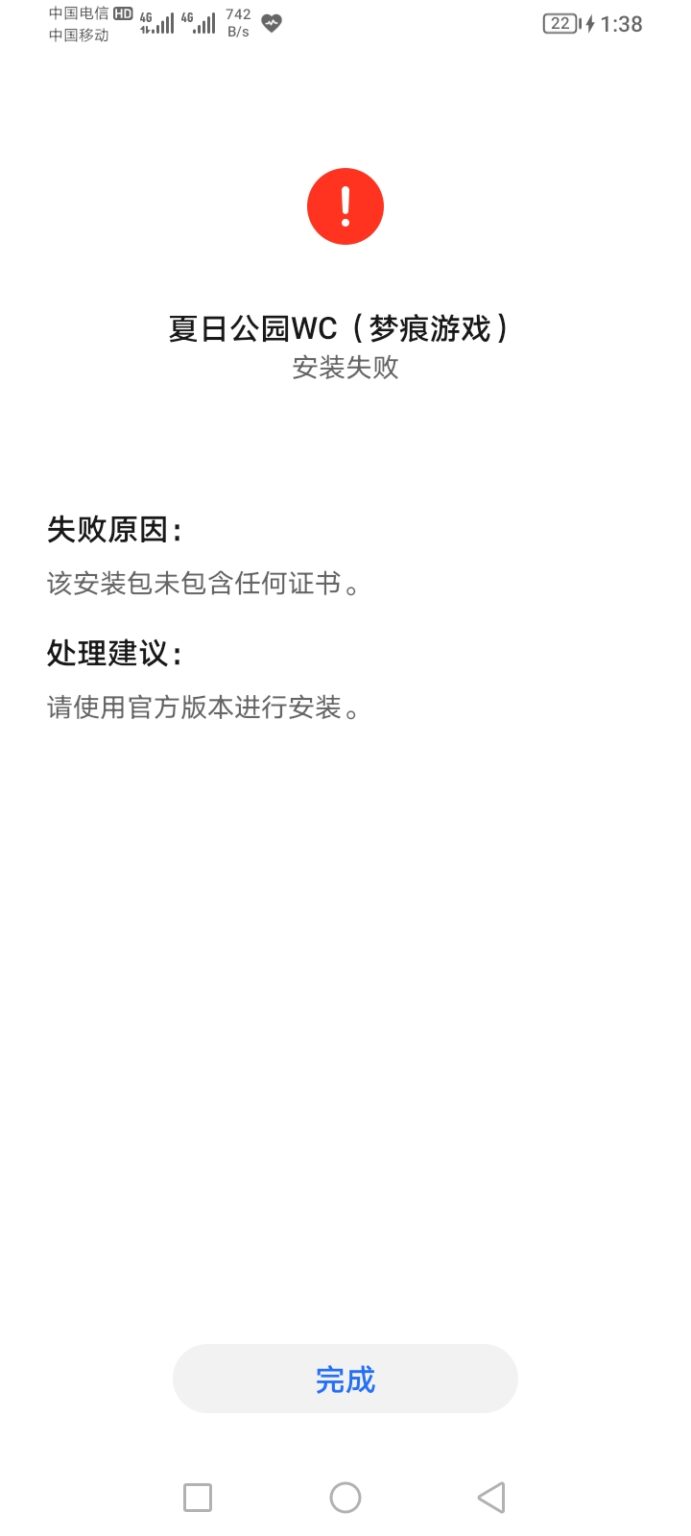 中国电信 HD 4G 4G 742 B/s 22 1:38
中国移动
夏日公园WC（梦痕游戏）
安装失败
失败原因：
该安装包未包含任何证书。
处理建议：
请使用官方版本进行安装。
完成